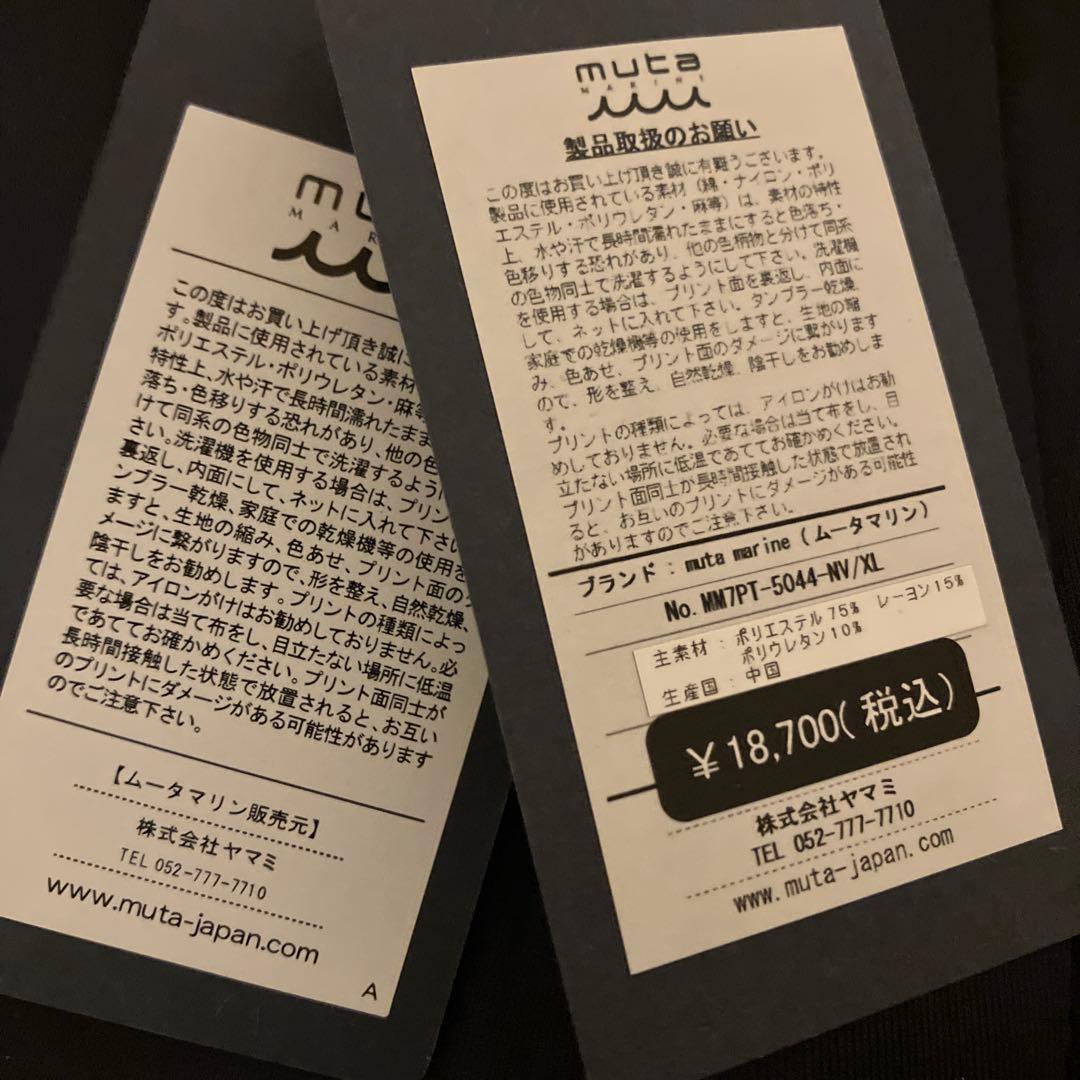 muta
MAR
この度はお買い上げ頂き誠に
す。製品に使用されている素材
ポリエステル・ポリウレタン・麻等
特性上、水や汗で長時間濡れたまま
落ち・色移りする恐れがあり、他の色
けて同系の色物同士で洗濯するように
さい。洗濯機を使用する場合は、プリン
裏返し、内面にして、ネットに入れて下さい
ンブラー乾燥、家庭での乾燥機等の使用を
ますと、生地の縮み、色あせ、プリント面の
メージに繋がりますので、形を整え、自然乾燥、
陰干しをお勧めします。プリントの種類によっ
ては、アイロンがけはお勧めしておりません。必
要な場合は当て布をし、目立たない場所に低温
であててお確かめください。プリント面同士が
長時間接触した状態で放置されると、お互い
のプリントにダメージがある可能性があります
のでご注意下さい。
【ムータマリン販売元】
株式会社ヤマミ
TEL 052-777-7710
www.muta-japan.com
A
muta
MARINE
製品取扱のお願い
この度はお買い上げ頂き誠に有難うございます。
製品に使用されている素材（綿・ナイロン・ポリ
エステル・ポリウレタン・麻等）は、素材の特性
上、水や汗で長時間濡れたままにすると色落ち・
色移りする恐れがあり、他の色柄物と分けて同系
の色物同士で洗濯するようにして下さい。洗濯機
を使用する場合は、プリント面を裏返し、内面に
して、ネットに入れて下さい。タンブラー乾燥、
家庭での乾燥機等の使用をしますと、生地の縮
み、色あせ、プリント面のダメージに繋がります
ので、形を整え、自然乾燥、陰干しをお勧めしま
す。
プリントの種類によっては、アイロンがけはお勧
めしておりません。必要な場合は当て布をし、目
立たない場所に低温であててお確かめください。
プリント面同士が長時間接触した状態で放置され
ると、お互いのプリントにダメージがある可能性
がありますのでご注意下さい。
ブランド：muta marine（ムータマリン）
No. MM7PT-5044-NV/XL
主素材：ポリエステル75% レーヨン15%
ポリウレタン10%
生産国：中国
￥18,700(税込)
株式会社ヤマミ
TEL 052-777-7710
www.muta-japan.com